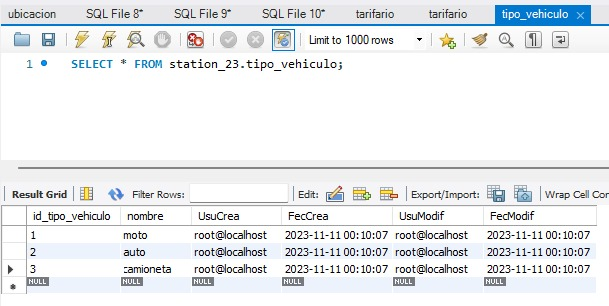 ubicacion SQL File 8* SQL File 9* SQL File 10* tarifario tarifario tipo_vehiculo
Limit to 1000 rows
1 SELECT * FROM station_23.tipo_vehiculo;
Result Grid Filter Rows: Edit: Export/Import: Wrap Cell Con
id_tipo_vehiculo nombre UsuCrea FecCrea UsuModif FecModif
1 moto root@localhost 2023-11-11 00:10:07 root@localhost 2023-11-11 00:10:07
2 auto root@localhost 2023-11-11 00:10:07 root@localhost 2023-11-11 00:10:07
3 camioneta root@localhost 2023-11-11 00:10:07 root@localhost 2023-11-11 00:10:07
NULL NULL NULL NULL NULL NULL